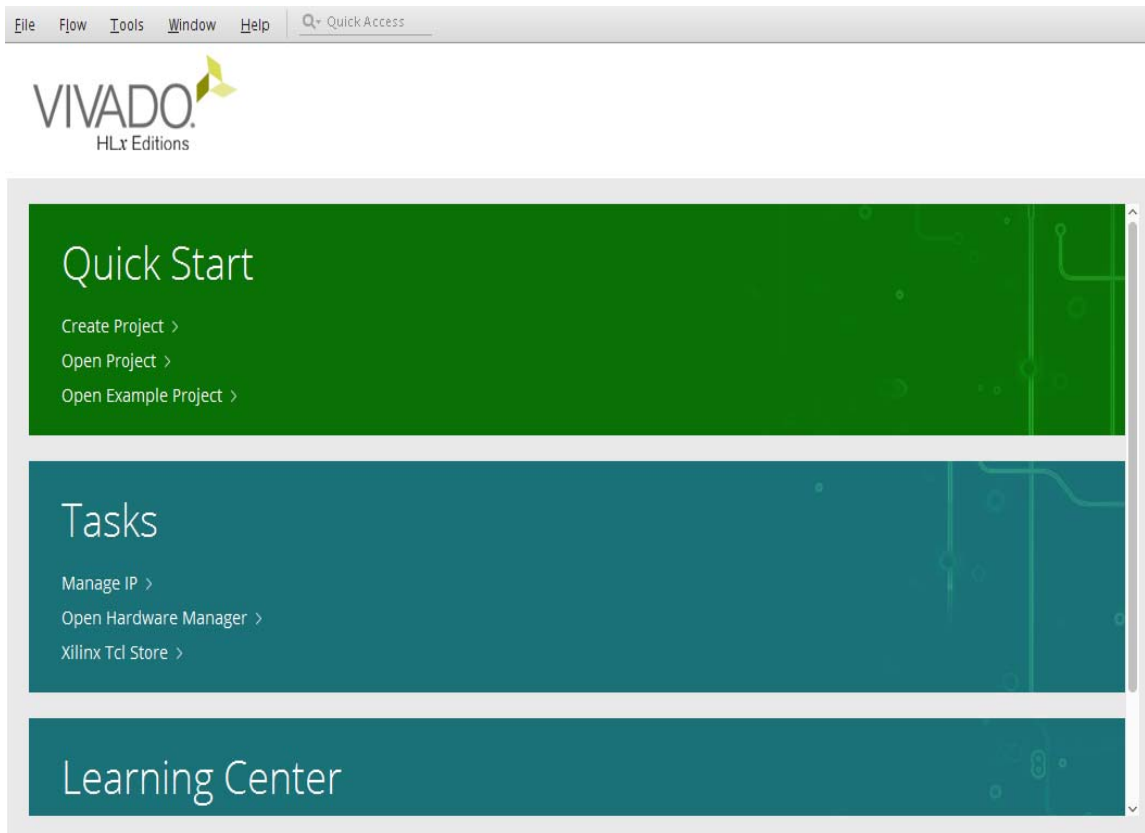 File Flow Tools Window Help Quick Access
VIVADO.
HLx Editions
Quick Start
Create Project >
Open Project >
Open Example Project >
Tasks
Manage IP >
Open Hardware Manager >
Xilinx Tcl Store >
Learning Center